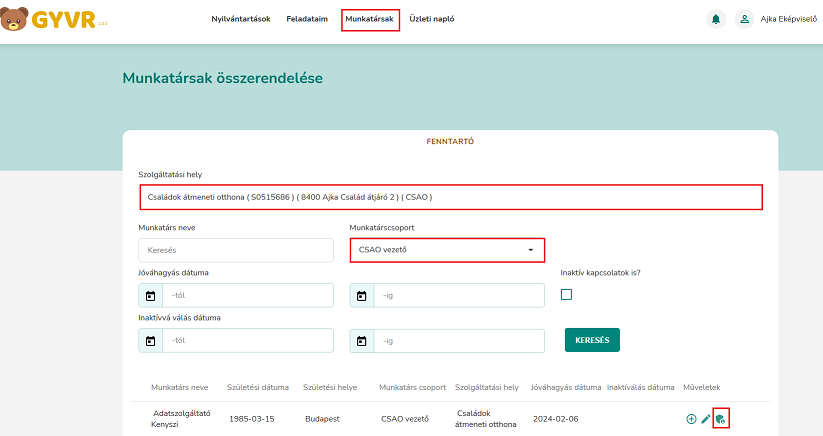 GYVR
Nyilvántartások Feladataim Munkatársak Üzleti napló Ajka Eképviselő
Munkatársak összerendelése
FENNTARTÓ
Szolgáltatási hely
Családok átmeneti otthona ( S0515686 ) ( 8400 Ajka Család átjáró 2 ) ( CSAO )
Munkatárs neve Munkatárscsoport
Keresés CSAO vezető
Jóváhagyás dátuma Inaktív kapcsolatok is?
-tól -ig
Inaktívvá válás dátuma
-tól -ig KERESÉS
Munkatárs neve Születési dátuma Születési helye Munkatárs csoport Szolgáltatási hely Jóváhagyás dátuma Inaktíválás dátuma Műveletek
Adatszolgáltató Kenyszi 1985-03-15 Budapest CSAO vezető Családok átmeneti otthona 2024-02-06